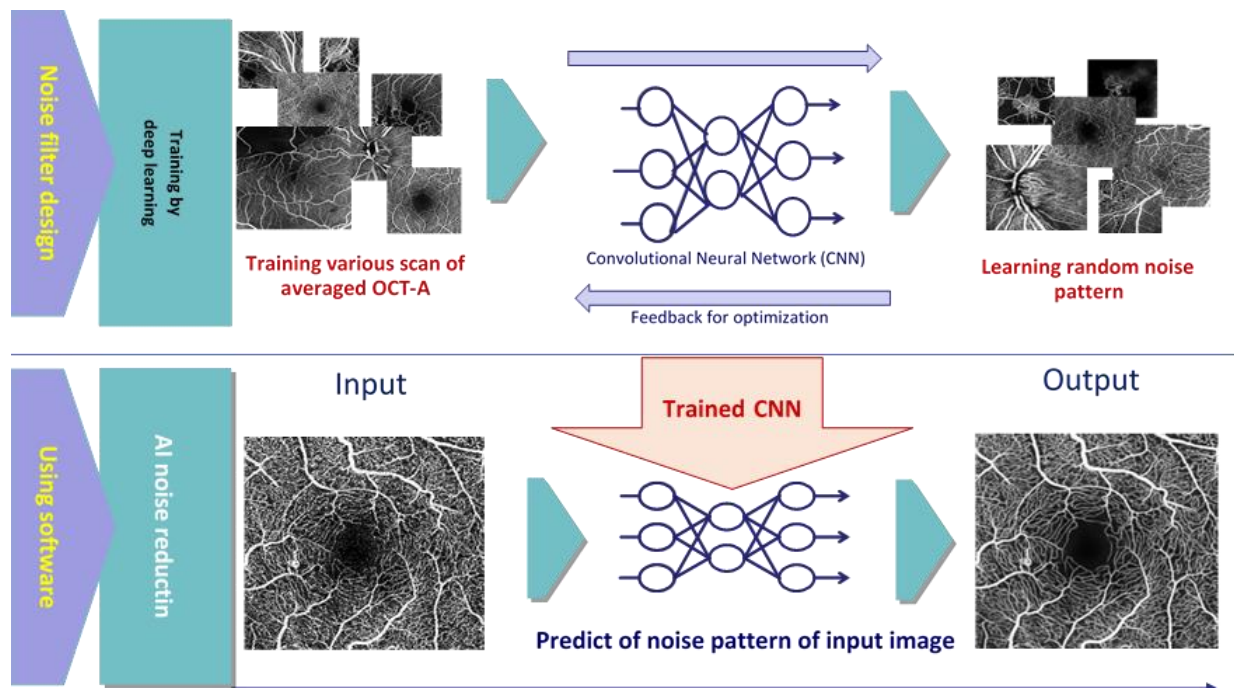 Noise filter design
Training by
deep learning
Training various scan of
averaged OCT-A
Convolutional Neural Network (CNN)
Feedback for optimization
Learning random noise
pattern
Using software
AI noise reductin
Input
Trained CNN
Output
Predict of noise pattern of input image